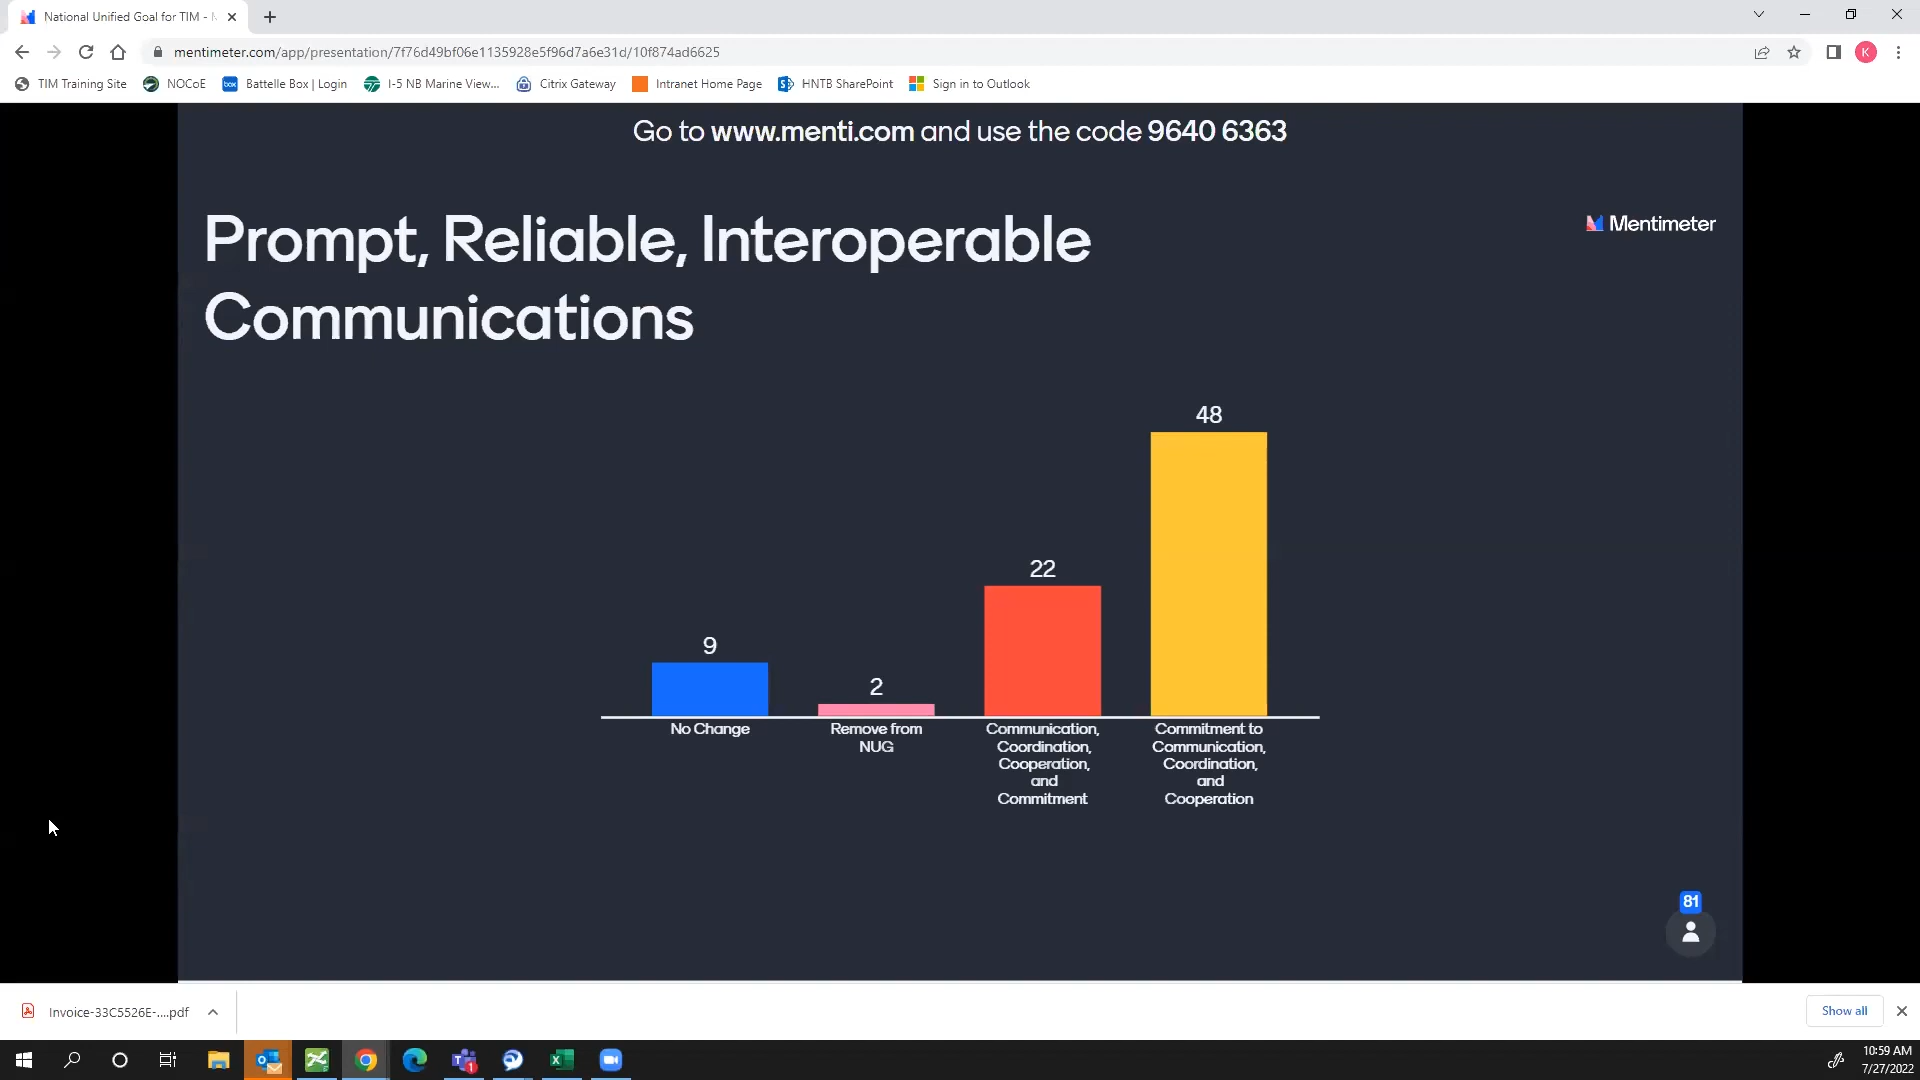 National Unified Goal for TIM -
mentimeter.com/app/presentation/7f76d49bf06e1135928e5f96d7a6e31d/10f874ad6625
K
TIM Training Site
NOCoE
box
Battelle Box | Login
I-5 NB Marine View...
Citrix Gateway
Intranet Home Page
HNTB SharePoint
Sign in to Outlook
Go to www.menti.com and use the code 9640 6363
Prompt, Reliable, Interoperable
Communications
Mentimeter
48
22
9
2
No Change
Remove from
NUG
Communication,
Coordination,
Cooperation,
and
Commitment
Commitment to
Communication,
Coordination,
and
Cooperation
81
Invoice-33C5526E-....pdf
Show all
10:59 AM
7/27/2022